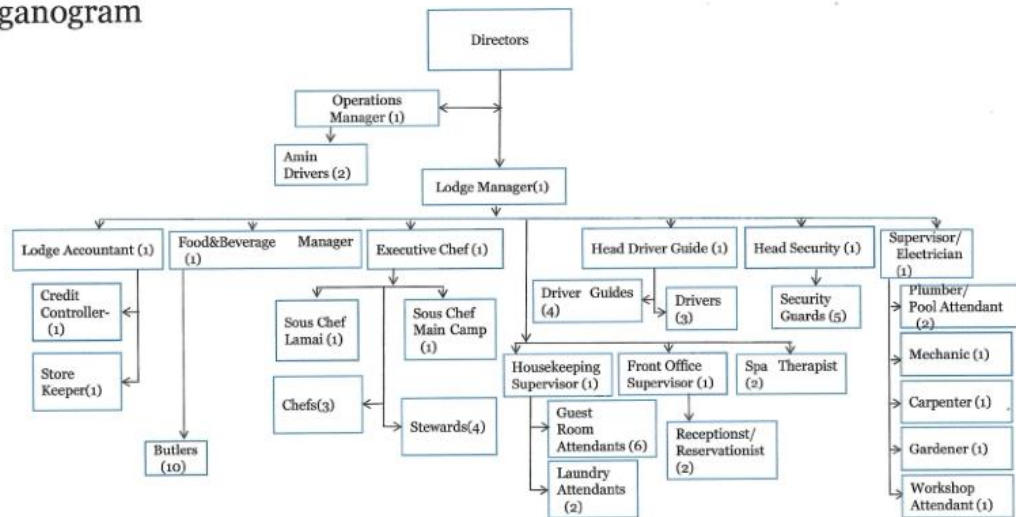 ganogram
Directors
Operations
Manager (1)
Amin
Drivers (2)
Lodge Manager(1)
Lodge Accountant (1)
Food&Beverage Manager
(1)
Executive Chef (1)
Head Driver Guide (1)
Head Security (1)
Supervisor/
Electrician
(1)
Credit
Controller-
(1)
Store
Keeper(1)
Butlers
(10)
Sous Chef
Lamai (1)
Sous Chef
Main Camp
(1)
Chefs(3)
Stewards(4)
Driver Guides
(4)
Drivers
(3)
Security
Guards (5)
Housekeeping
Supervisor (1)
Front Office
Supervisor (1)
Spa Therapist
(2)
Guest
Room
Attendants (6)
Laundry
Attendants
(2)
Receptionst/
Reservationist
(2)
Plumber/
Pool Attendant
(2)
Mechanic (1)
Carpenter (1)
Gardener (1)
Workshop
Attendant (1)